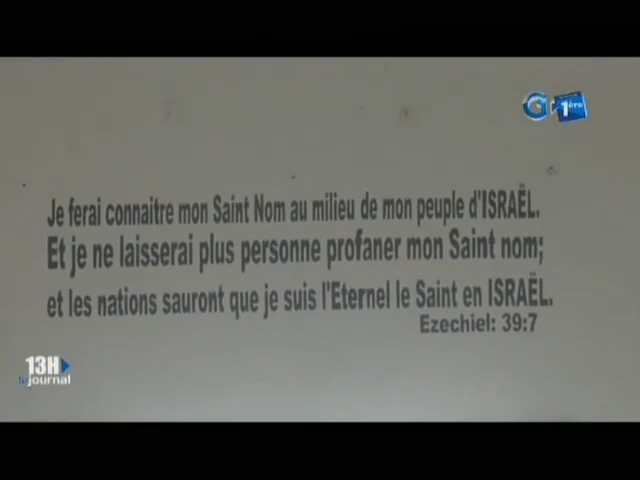 G 1ère
Je ferai connaitre mon Saint Nom au milieu de mon peuple d'ISRAËL.
Et je ne laisserai plus personne profaner mon Saint nom;
et les nations sauront que je suis l'Eternel le Saint en ISRAËL.
Ezechiel: 39:7
13H
le journal